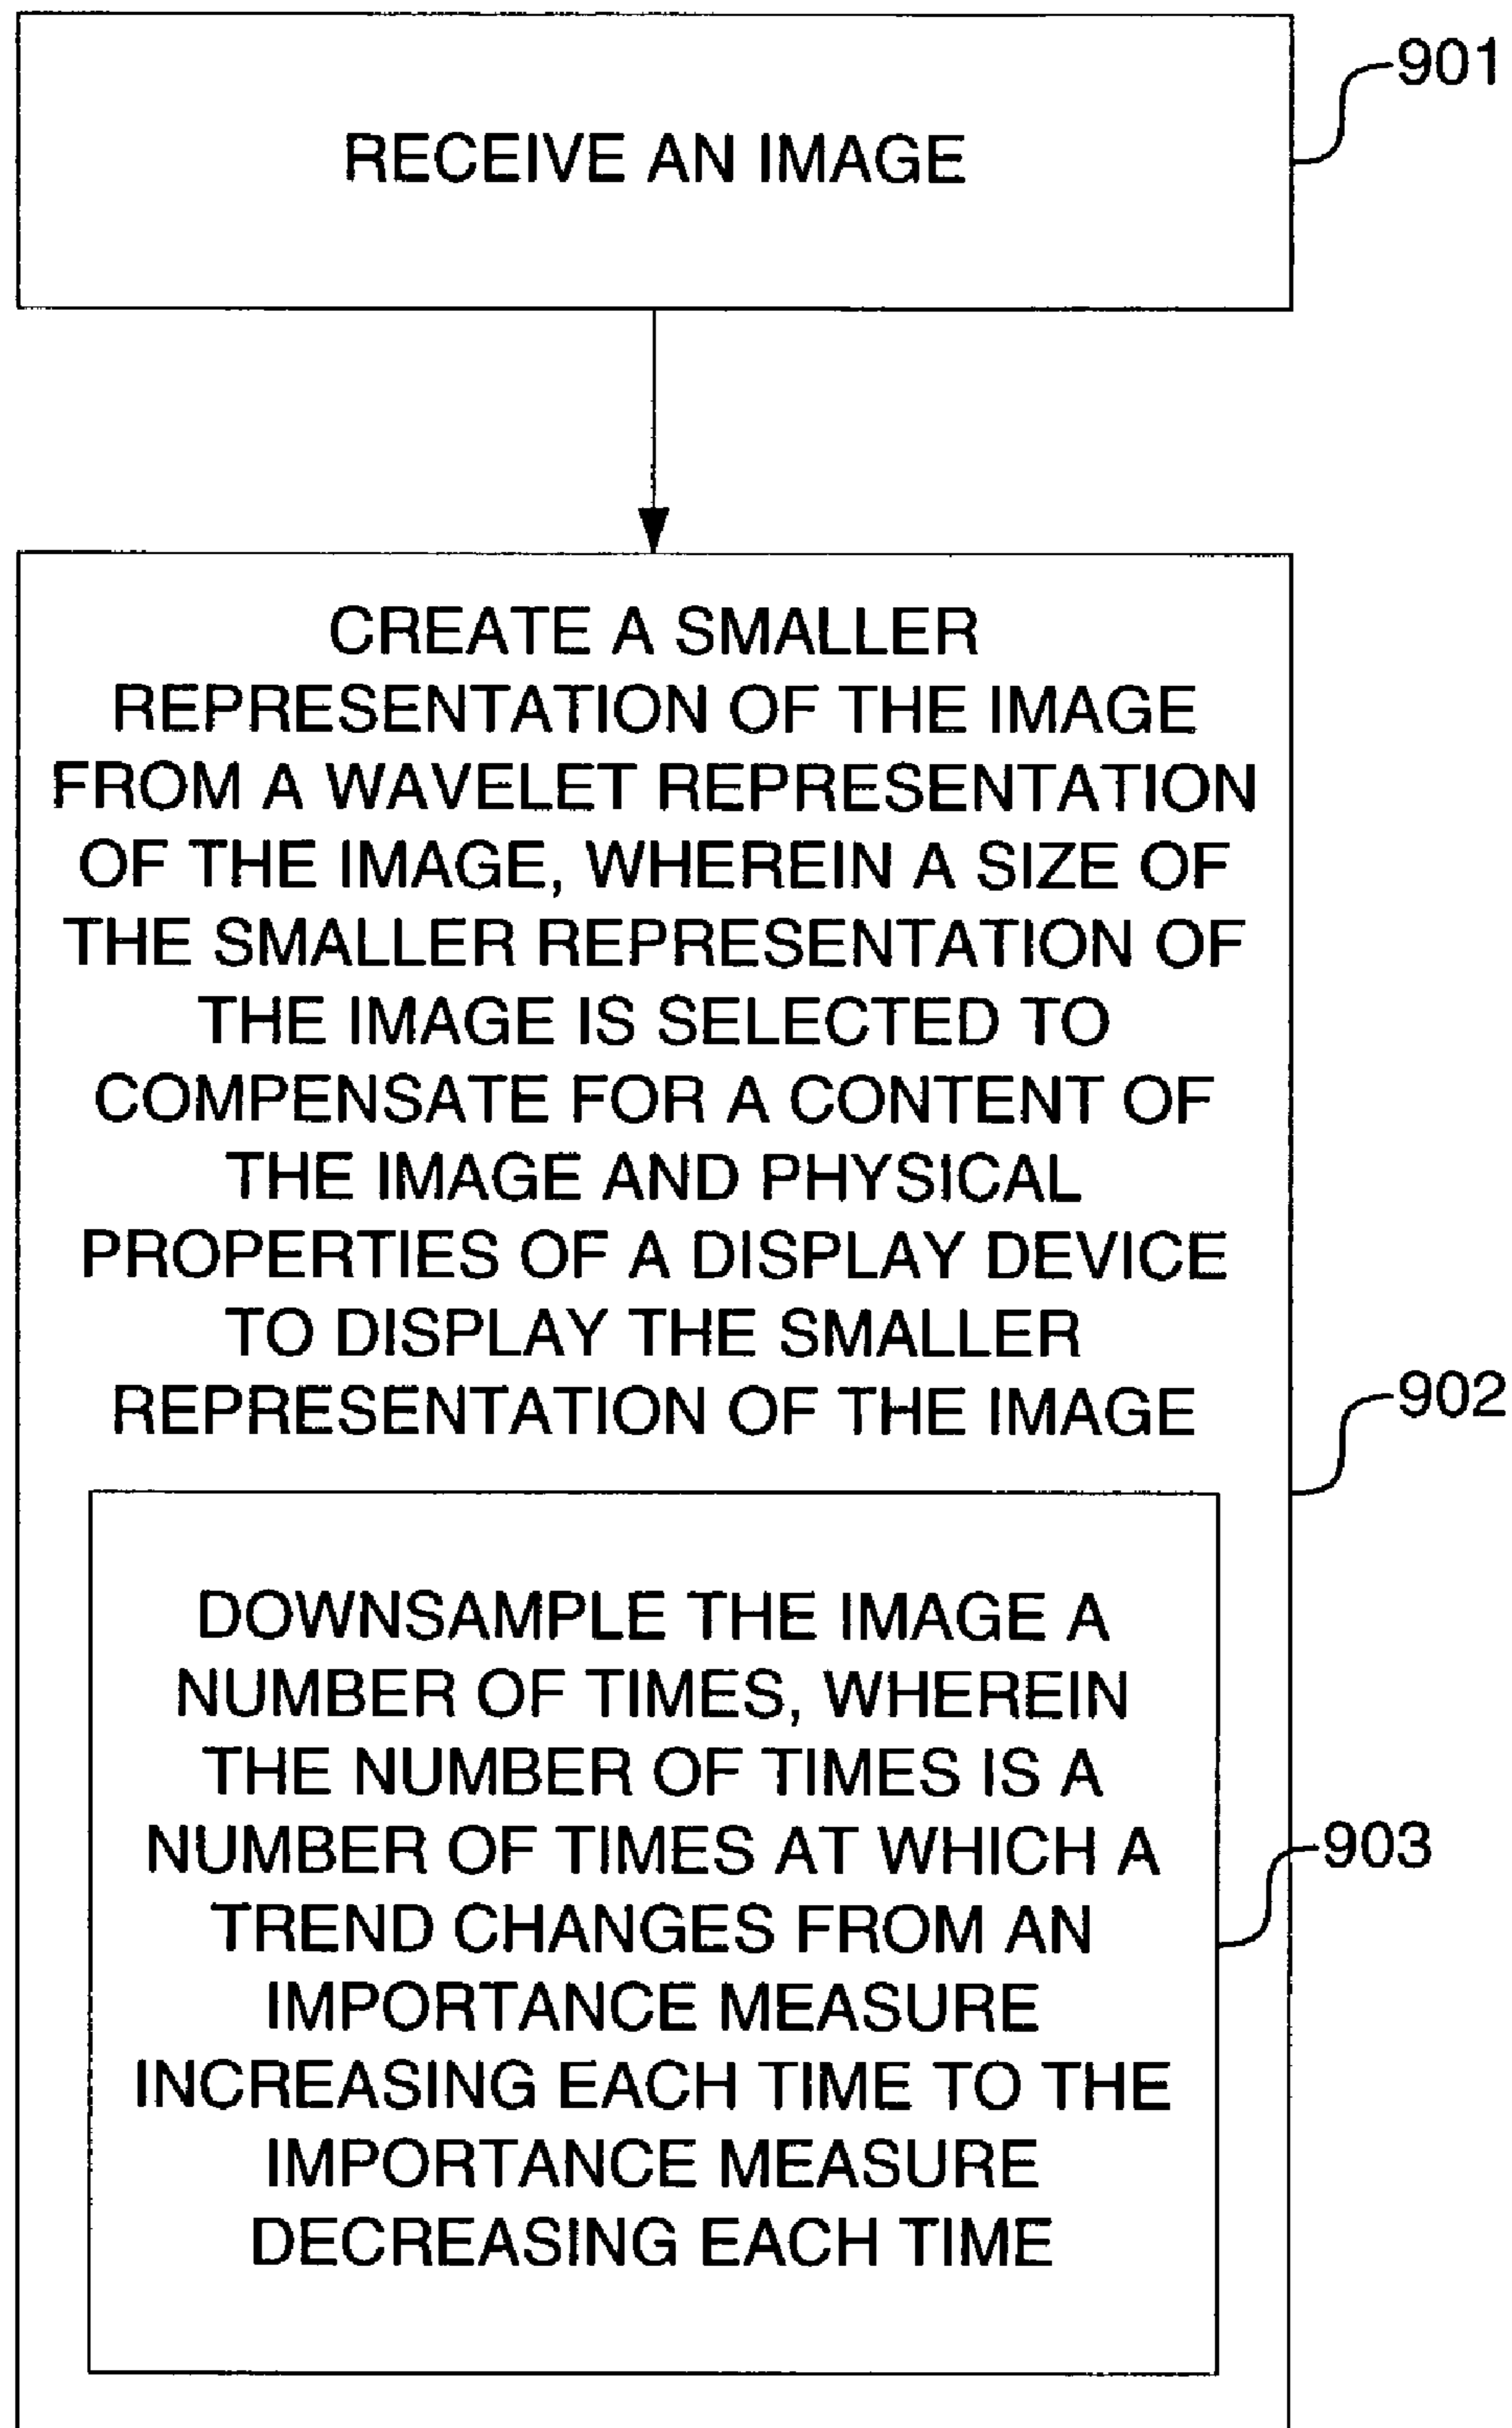 RECEIVE AN IMAGE
901
CREATE A SMALLER
REPRESENTATION OF THE IMAGE
FROM A WAVELET REPRESENTATION
OF THE IMAGE, WHEREIN A SIZE OF
THE SMALLER REPRESENTATION OF
THE IMAGE IS SELECTED TO
COMPENSATE FOR A CONTENT OF
THE IMAGE AND PHYSICAL
PROPERTIES OF A DISPLAY DEVICE
TO DISPLAY THE SMALLER
REPRESENTATION OF THE IMAGE
902
DOWNSAMPLE THE IMAGE A
NUMBER OF TIMES, WHEREIN
THE NUMBER OF TIMES IS A
NUMBER OF TIMES AT WHICH A
TREND CHANGES FROM AN
IMPORTANCE MEASURE
INCREASING EACH TIME TO THE
IMPORTANCE MEASURE
DECREASING EACH TIME
903